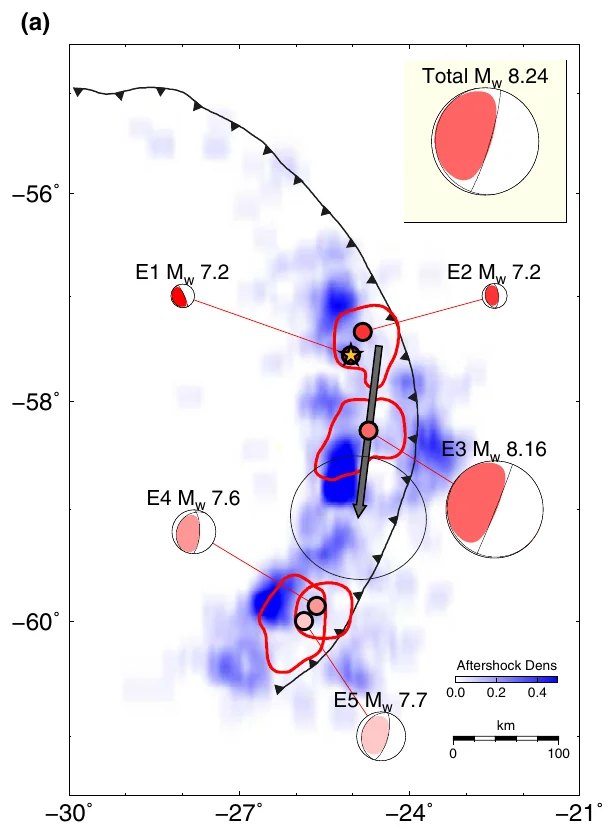 (a)
Total Mw 8.24
−56˚
E1 Mw 7.2
E2 Mw 7.2
−58˚
E3 Mw 8.16
E4 Mw 7.6
−60˚
Aftershock Dens
0.0 0.2 0.4
E5 Mw 7.7
km
0 100
−30˚ −27˚ −24˚ −21˚